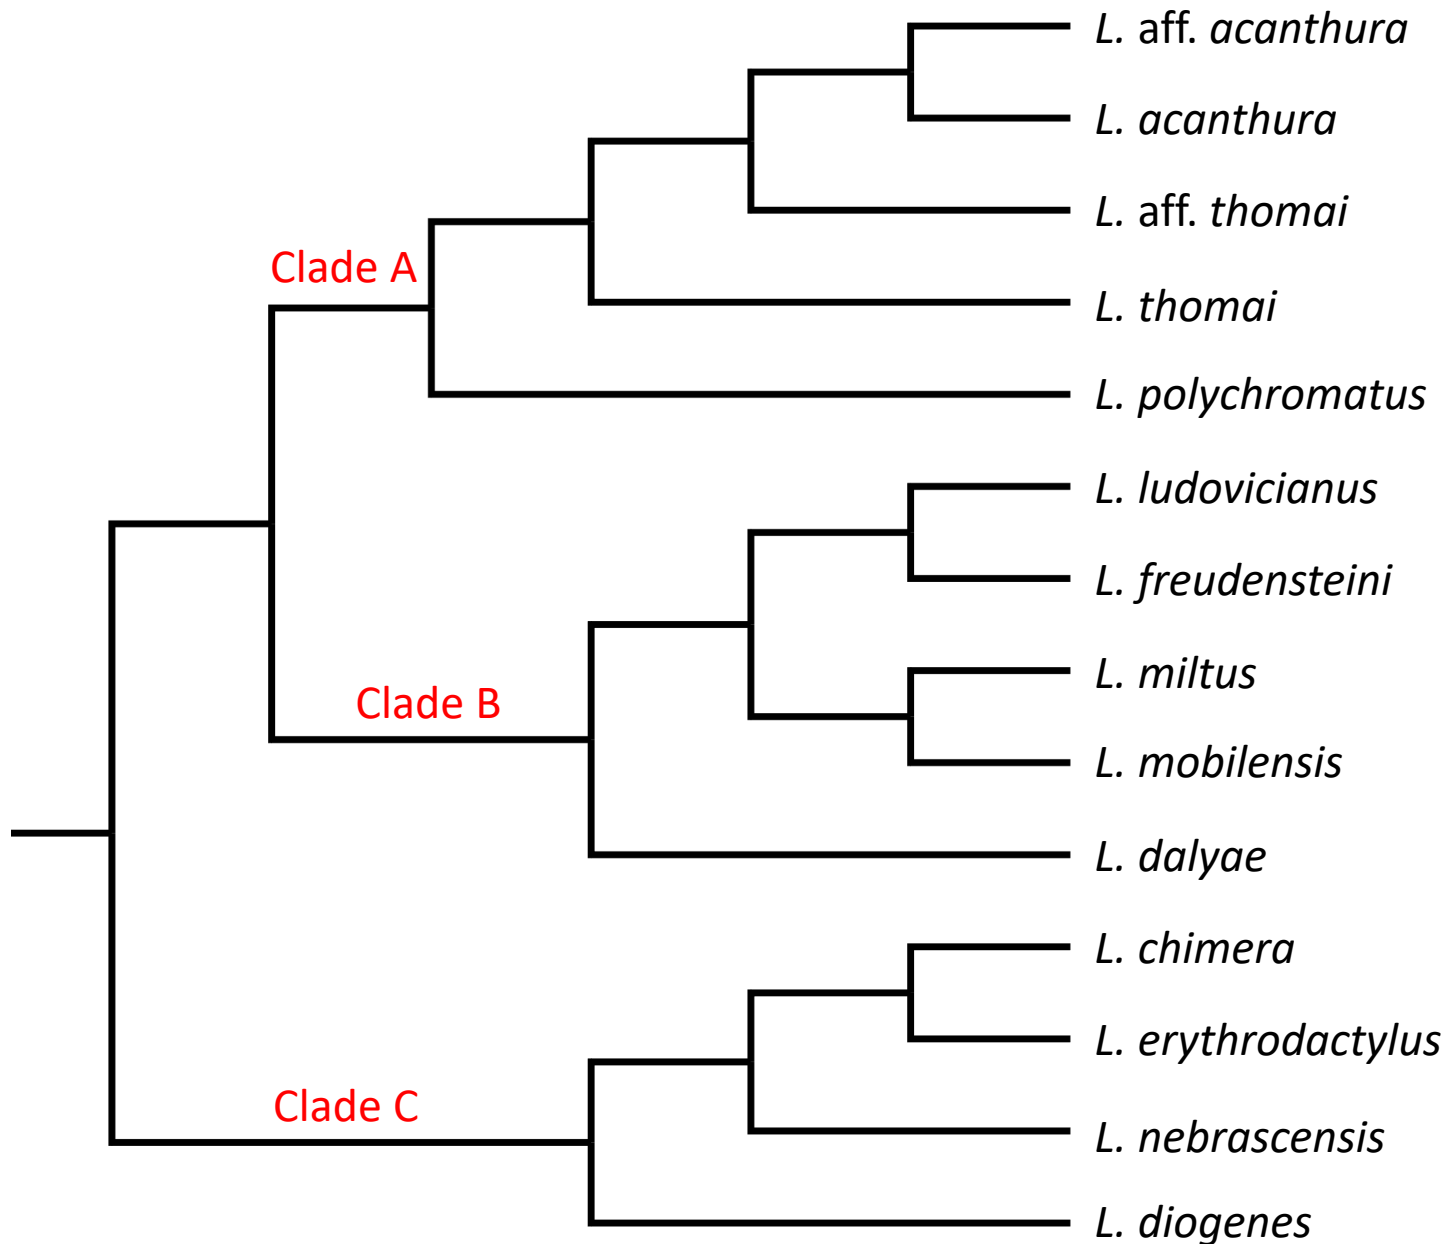 L. aff. acanthura
L. acanthura
L. aff. thomai
Clade A
L. thomai
L. polychromatus
L. ludovicianus
L. freudensteini
L. miltus
Clade B
L. mobilensis
L. dalyae
L. chimera
L. erythrodactylus
Clade C
L. nebrascensis
L. diogenes